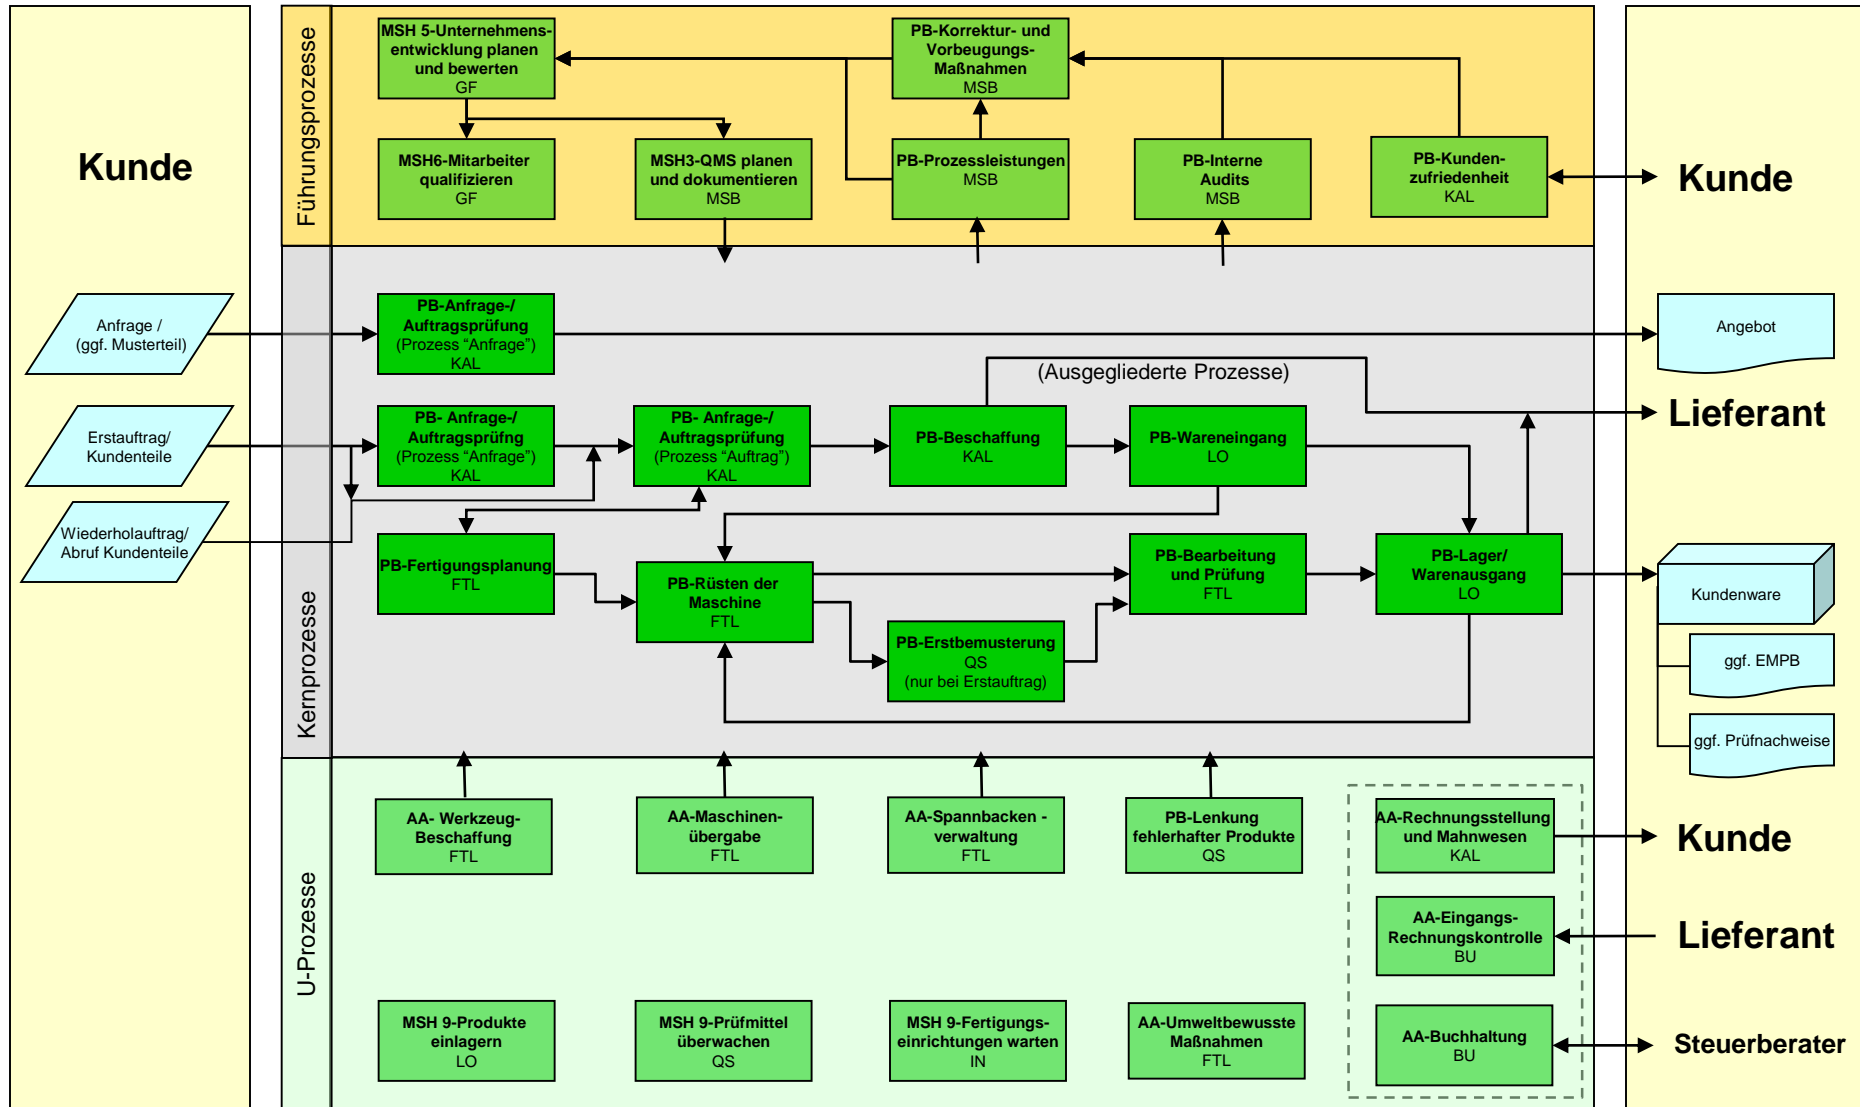 Kunde
Führungsprozesse
MSH 5-Unternehmens-
entwicklung planen
und bewerten
GF
PB-Korrektur- und
Vorbeugungs-
Maßnahmen
MSB
MSH6-Mitarbeiter
qualifizieren
GF
MSH3-QMS planen
und dokumentieren
MSB
PB-Prozessleistungen
MSB
PB-Interne
Audits
MSB
PB-Kunden-
zufriedenheit
KAL
Kunde
Kernprozesse
Anfrage /
(ggf. Musterteil)
PB-Anfrage-/
Auftragsprüfung
(Prozess “Anfrage”)
KAL
Angebot
(Ausgegliederte Prozesse)
Lieferant
Erstauftrag/
Kundenteile
PB- Anfrage-/
Auftragsprüfng
(Prozess “Anfrage”)
KAL
PB- Anfrage-/
Auftragsprüfung
(Prozess “Auftrag”)
KAL
PB-Beschaffung
KAL
PB-Wareneingang
LO
Wiederholauftrag/
Abruf Kundenteile
PB-Fertigungsplanung
FTL
PB-Rüsten der
Maschine
FTL
PB-Erstbemusterung
QS
(nur bei Erstauftrag)
PB-Bearbeitung
und Prüfung
FTL
PB-Lager/
Warenausgang
LO
Kundenware
ggf. EMPB
ggf. Prüfnachweise
U-Prozesse
AA- Werkzeug-
Beschaffung
FTL
AA-Maschinen-
übergabe
FTL
AA-Spannbacken -
verwaltung
FTL
PB-Lenkung
fehlerhafter Produkte
QS
AA-Rechnungsstellung
und Mahnwesen
KAL
Kunde
AA-Eingangs-
Rechnungskontrolle
BU
Lieferant
MSH 9-Produkte
einlagern
LO
MSH 9-Prüfmittel
überwachen
QS
MSH 9-Fertigungs-
einrichtungen warten
IN
AA-Umweltbewusste
Maßnahmen
FTL
AA-Buchhaltung
BU
Steuerberater